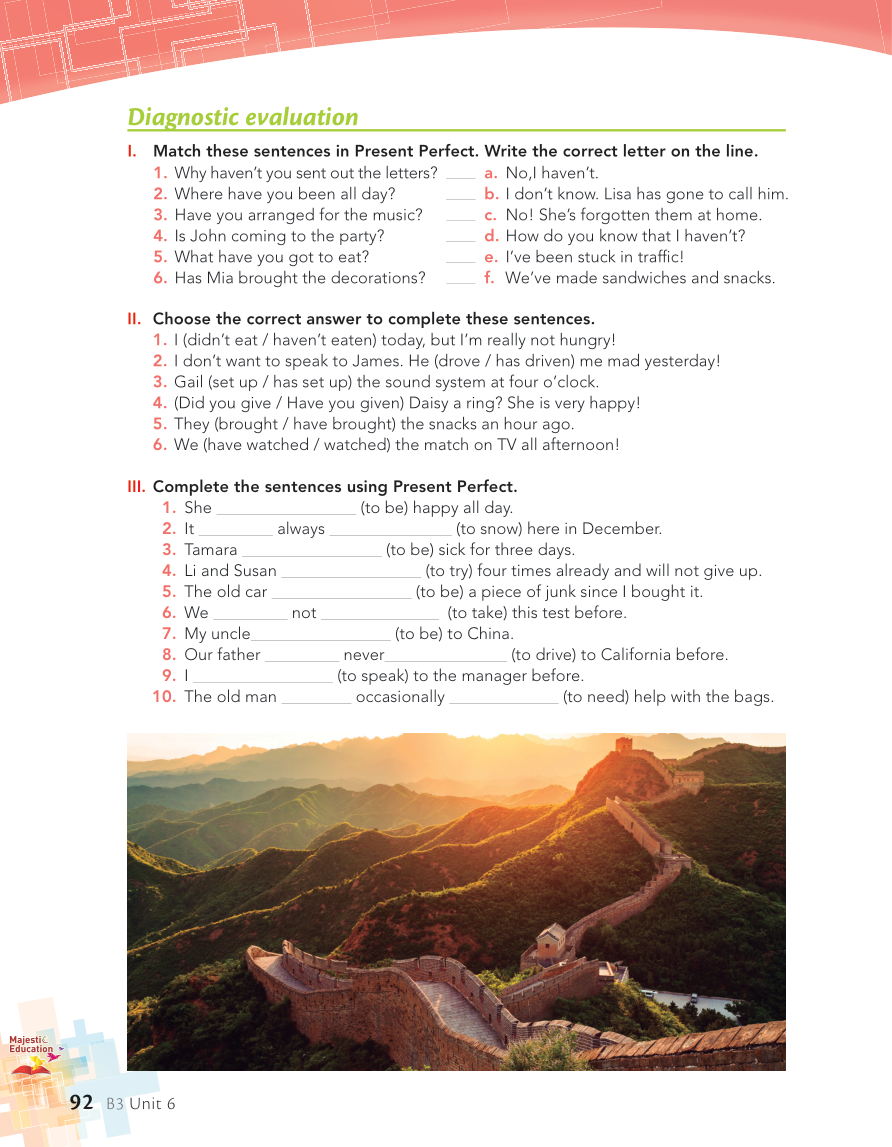 Diagnostic evaluation
I. Match these sentences in Present Perfect. Write the correct letter on the line.
1. Why haven't you sent out the letters? ____ a. No,I haven't.
2. Where have you been all day? ____ b. I don't know. Lisa has gone to call him.
3. Have you arranged for the music? ____ c. No! She's forgotten them at home.
4. Is John coming to the party? ____ d. How do you know that I haven't?
5. What have you got to eat? ____ e. I've been stuck in traffic!
6. Has Mia brought the decorations? ____ f. We've made sandwiches and snacks.
II. Choose the correct answer to complete these sentences.
1. I (didn't eat / haven't eaten) today, but I'm really not hungry!
2. I don't want to speak to James. He (drove / has driven) me mad yesterday!
3. Gail (set up / has set up) the sound system at four o'clock.
4. (Did you give / Have you given) Daisy a ring? She is very happy!
5. They (brought / have brought) the snacks an hour ago.
6. We (have watched / watched) the match on TV all afternoon!
III. Complete the sentences using Present Perfect.
1. She ________________ (to be) happy all day.
2. It ________ always ______________ (to snow) here in December.
3. Tamara ________________ (to be) sick for three days.
4. Li and Susan ________________ (to try) four times already and will not give up.
5. The old car ________________ (to be) a piece of junk since I bought it.
6. We ________ not ______________ (to take) this test before.
7. My uncle________________ (to be) to China.
8. Our father ________ never______________ (to drive) to California before.
9. I ________________ (to speak) to the manager before.
10. The old man ________ occasionally ____________ (to need) help with the bags.
Majestic
Education
92 B3 Unit 6